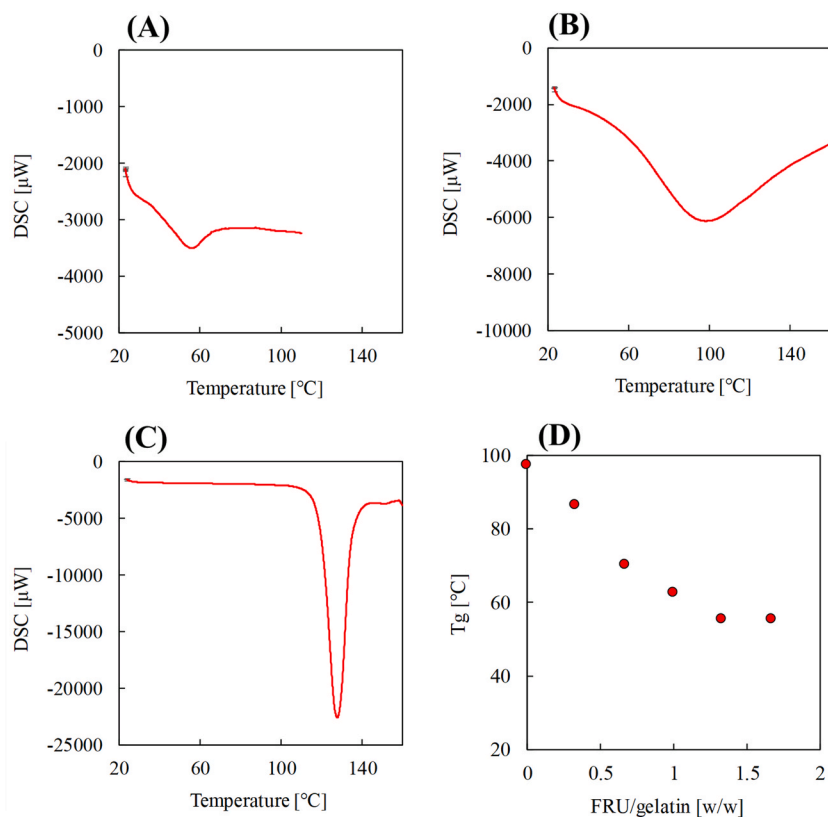 (A)
0
-1000
-2000
-3000
-4000
-5000
DSC [µW]
20 60 100 140
Temperature [°C]
(B)
0
-2000
-4000
-6000
-8000
-10000
DSC [µW]
20 60 100 140
Temperature [°C]
(C)
0
-5000
-10000
-15000
-20000
-25000
DSC [µW]
20 60 100 140
Temperature [°C]
(D)
100
80
60
40
20
Tg [°C]
0 0.5 1 1.5 2
FRU/gelatin [w/w]